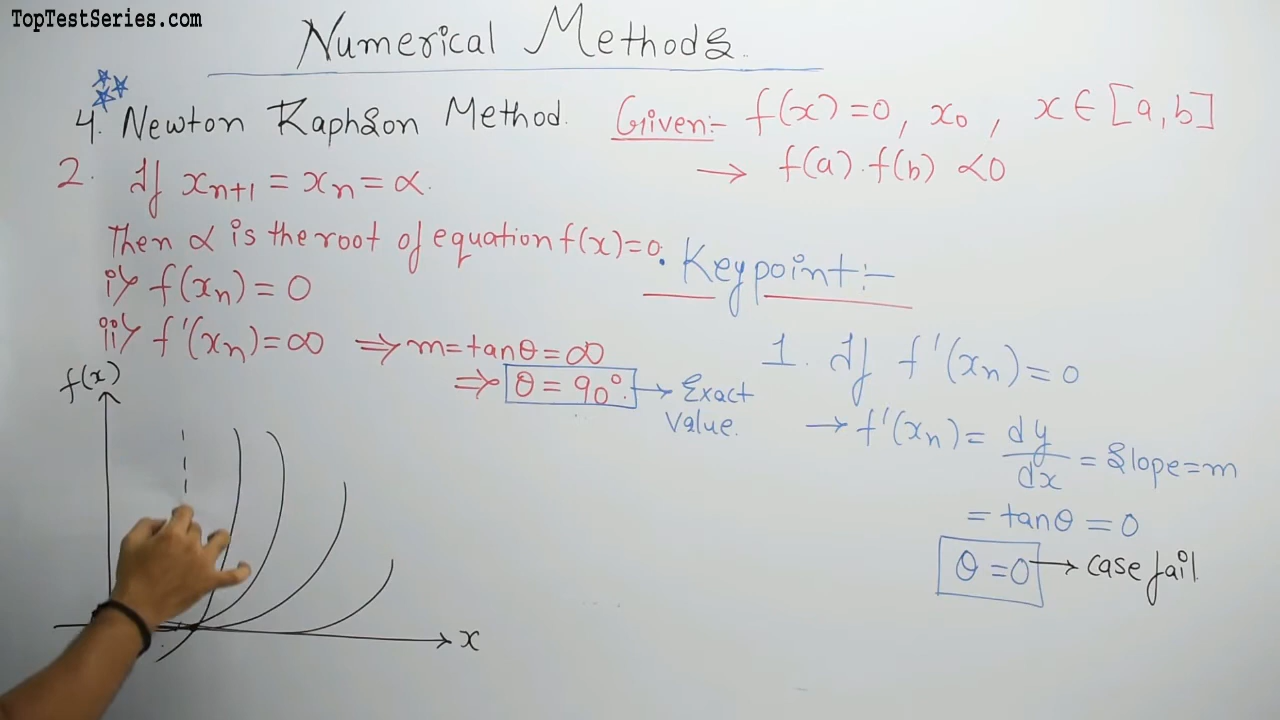 TopTestSeries.com
Numerical Methods.
4. Newton Raphson Method.
Given:- f(x)=0, x₀, x∈[a,b]
→ f(a).f(b) <0
2. If xₙ₊₁ = xₙ = α.
Then α is the root of equation f(x)=0.
i) f(xₙ) = 0
ii) f'(xₙ) = ∞ ⇒ m=tanθ=∞
⇒ θ = 90°. → Exact
Value.
f(x)
x
Keypoint:-
1. If f'(xₙ) = 0
→ f'(xₙ) = dy/dx = Slope = m
= tanθ = 0
θ = 0 → case fail